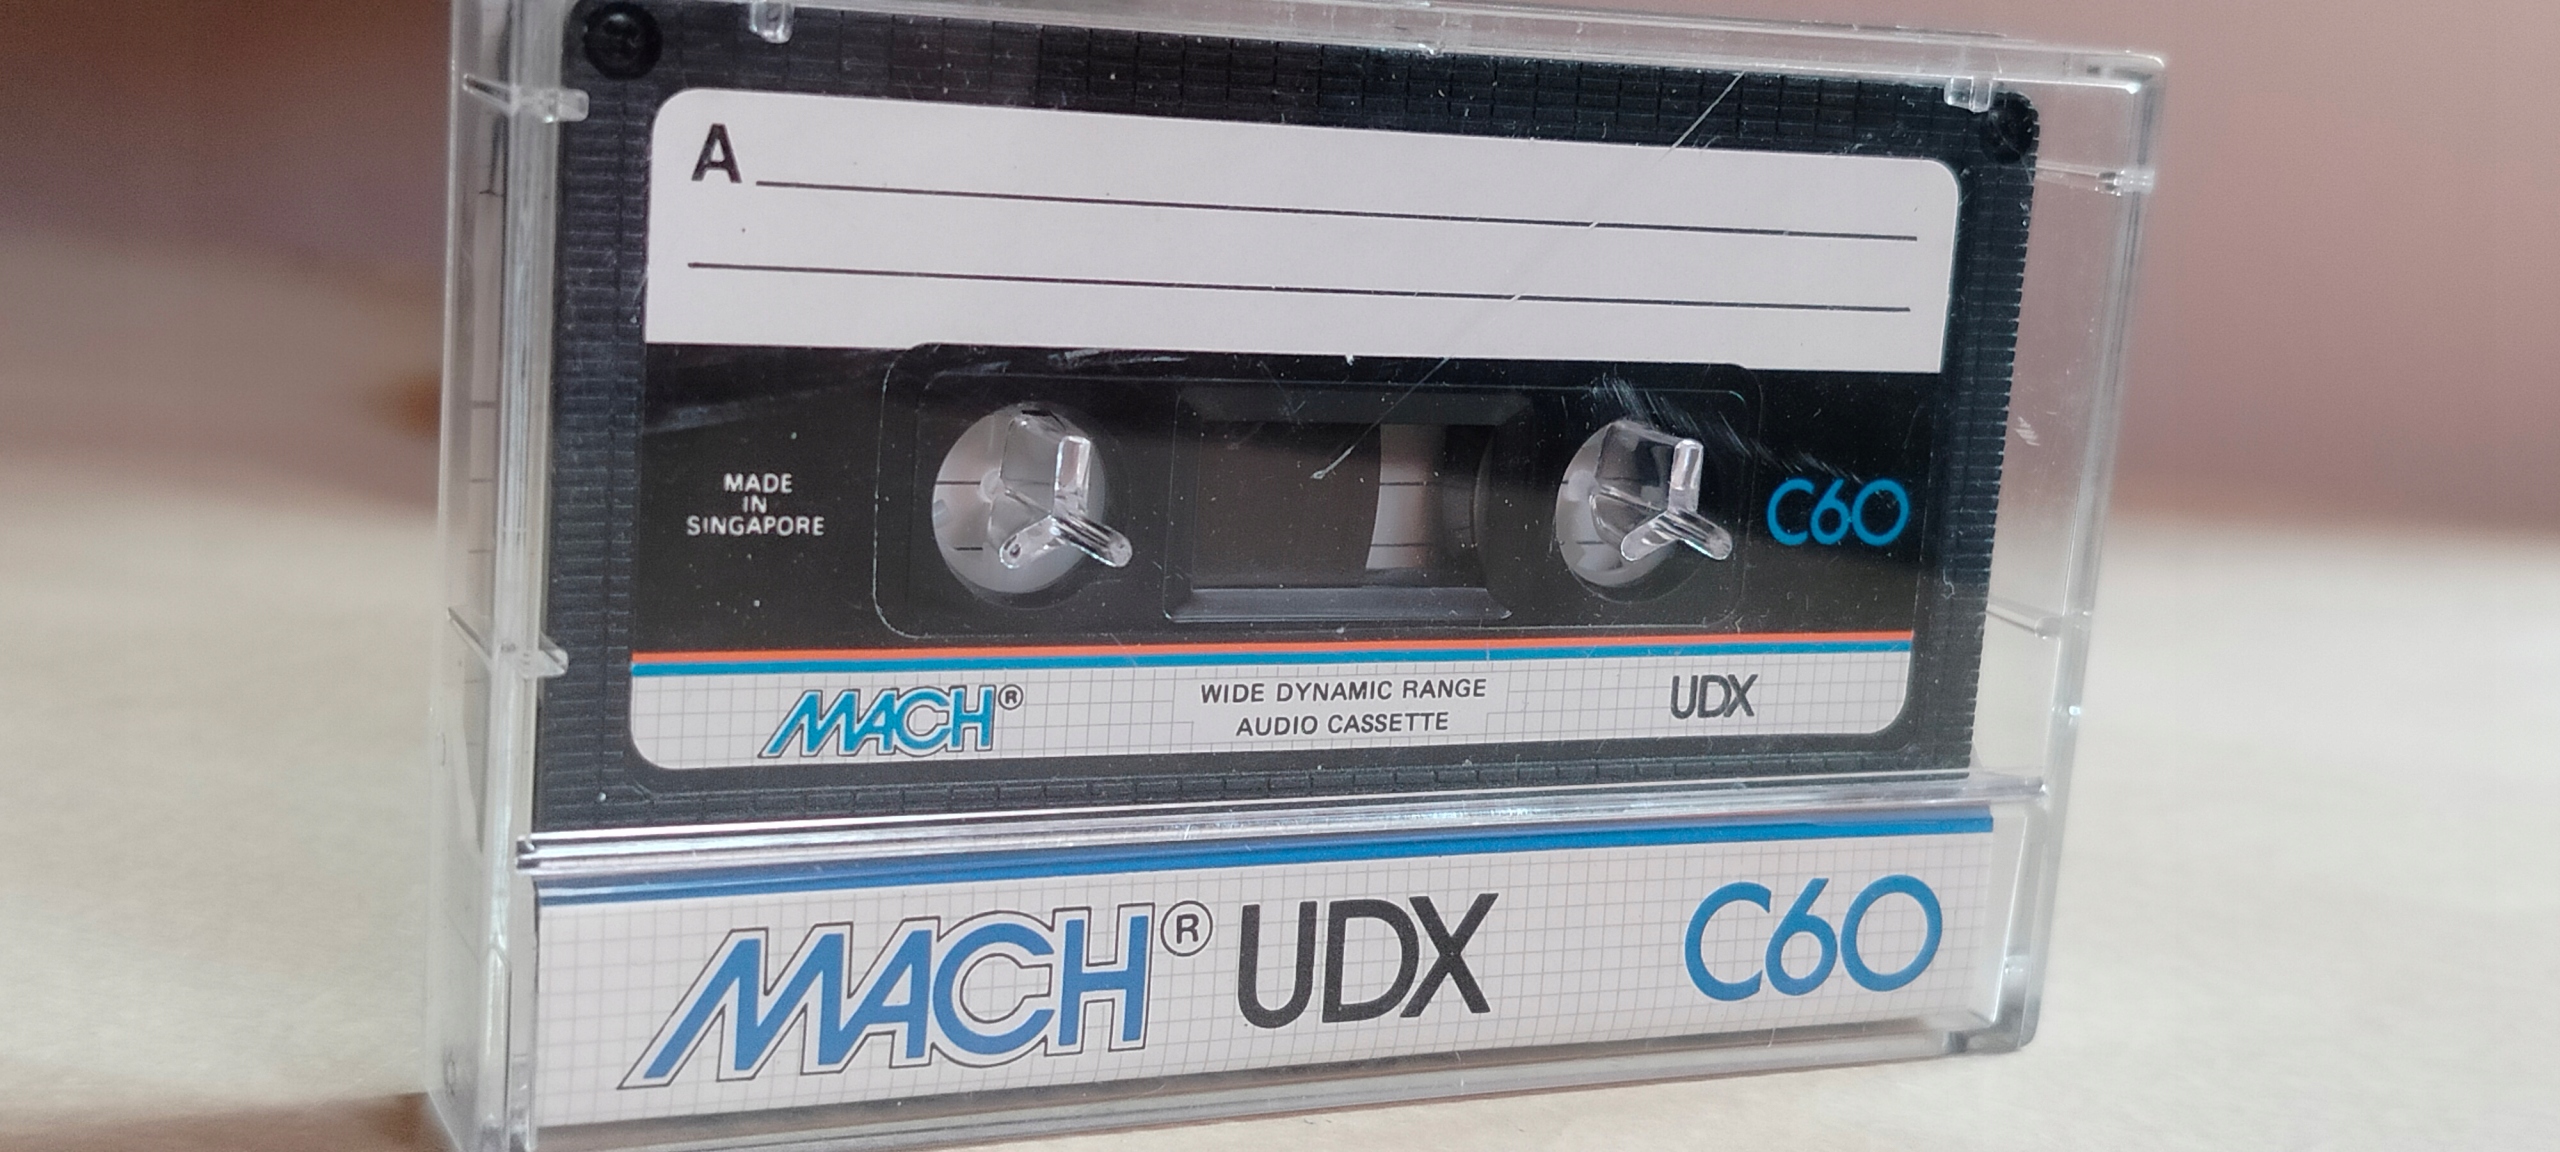 A
MADE
IN
SINGAPORE
C60
MACH®
WIDE DYNAMIC RANGE
AUDIO CASSETTE
UDX
MACH® UDX C60